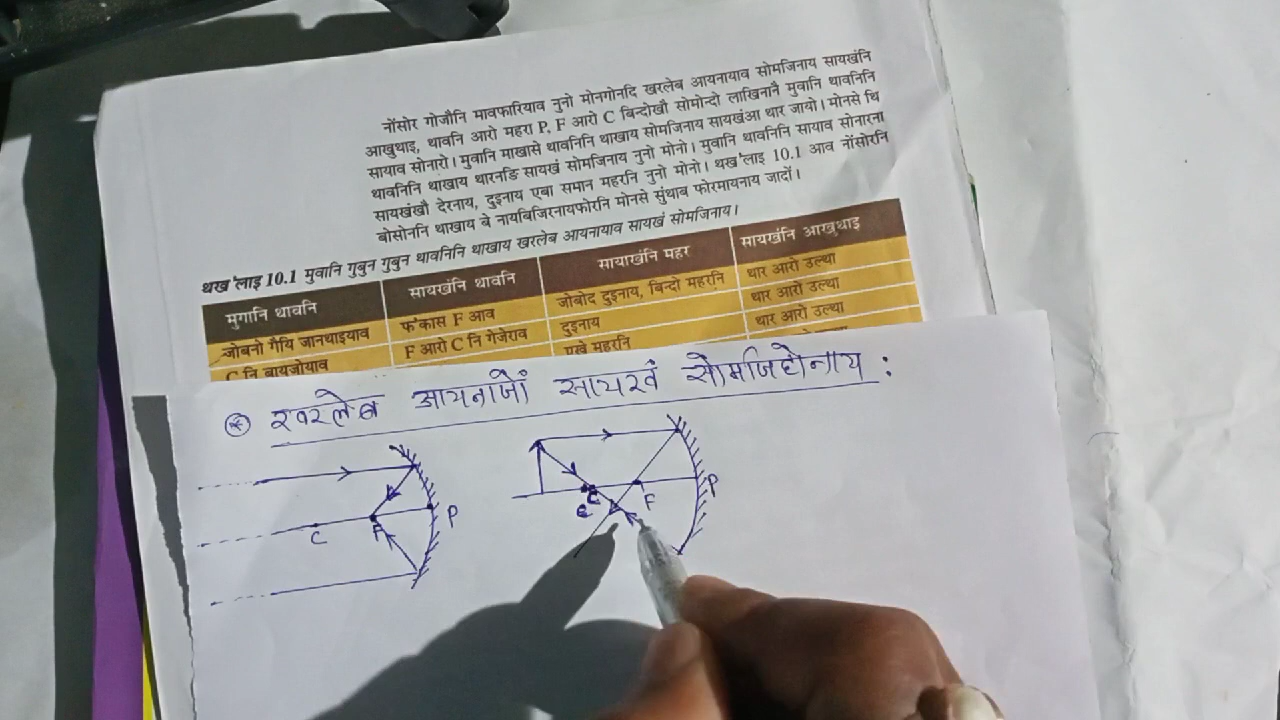 नोंसोर गोजौनि मावफारियाव नुनो मोनगोनदि खरलेब आयनायाव सोमजिनाय सायखंनि
आखुथाइ, थावनि आरो महरा P, F आरो C बिन्दोखौ सोमोन्दो लाखिनानै मुवानि थावनिनि
सायाव सोनारो। मुवानि माखासे थावनिनि थाखाय सोमजिनाय सायखंआ थार जायो। मोनसे थि
थावनिनि थाखाय थारनङि सायखं सोमजिनाय नुनो मोनो। मुवानि थावनिनि सायाव सोनारना
सायखंखौ देरनाय, दुइनाय एबा समान महरनि नुनो मोनो। थख'लाइ 10.1 आव नोंसोरनि
बोसोननि थाखाय बे नायबिजिरनायफोरनि मोनसे सुंथाब फोरमायनाय जादों।
थख'लाइ 10.1 मुवानि गुबुन गुबुन थावनिनि थाखाय खरलेब आयनायाव सायखं सोमजिनाय।
मुगानि थावनि सायखंनि थावनि सायाखंनि महर सायखंनि आखुथाइ
जोबनो गैयि जानथाइयाव फ'कास F आव जोबोद दुइनाय, बिन्दो महरनि थार आरो उल्था
C नि बायजोयाव F आरो C नि गेजेराव दुइनाय थार आरो उल्था
एखे महरनि थार आरो उल्था
* खरलेब आयनाजों सायखं सोमजिहोनाय :
C F P
C F P